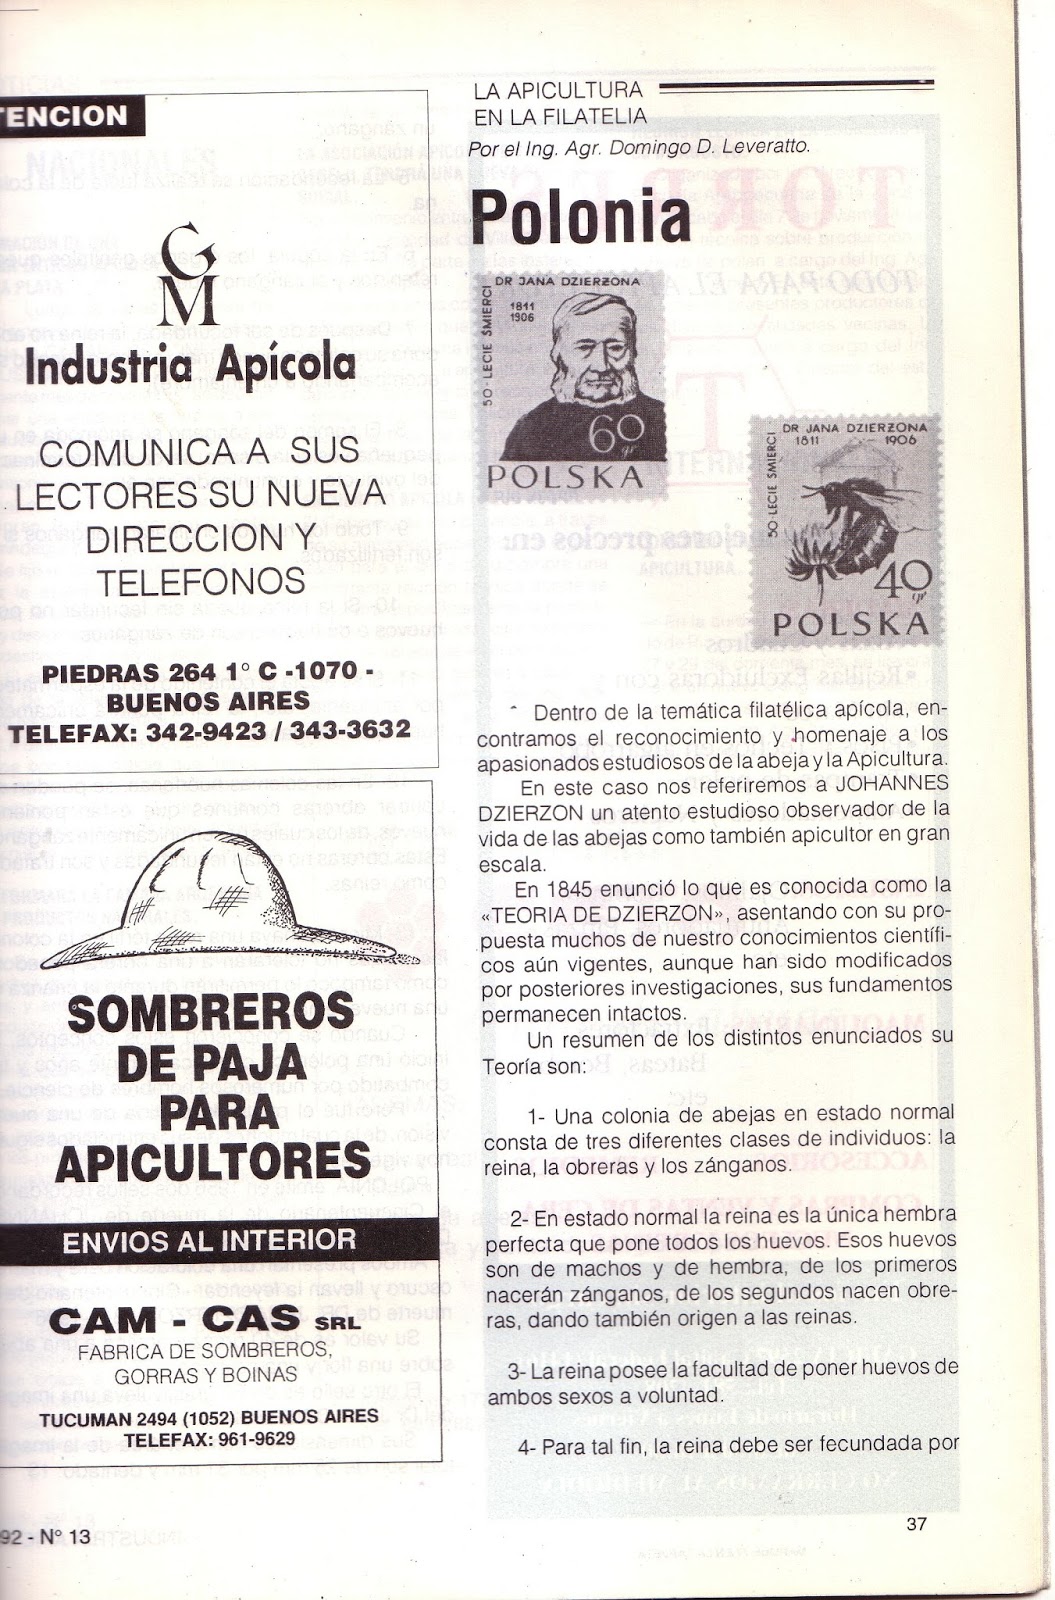 TENCION
G
M
Industria Apícola
COMUNICA A SUS
LECTORES SU NUEVA
DIRECCION Y
TELEFONOS
PIEDRAS 264 1° C -1070 -
BUENOS AIRES
TELEFAX: 342-9423 / 343-3632
SOMBREROS
DE PAJA
PARA
APICULTORES
ENVIOS AL INTERIOR
CAM - CAS SRL
FABRICA DE SOMBREROS,
GORRAS Y BOINAS
TUCUMAN 2494 (1052) BUENOS AIRES
TELEFAX: 961-9629
92 - N° 13
LA APICULTURA
EN LA FILATELIA
Por el Ing. Agr. Domingo D. Leveratto.
Polonia
DR JANA DZIERZONA
1811
1906
50-LECIE ŚMIERCI
60
gr
POLSKA
DR JANA DZIERZONA
1811 1906
50-LECIE ŚMIERCI
40
gr
POLSKA
Dentro de la temática filatélica apícola, en-
contramos el reconocimiento y homenaje a los
apasionados estudiosos de la abeja y la Apicultura.
En este caso nos referiremos a JOHANNES
DZIERZON un atento estudioso observador de la
vida de las abejas como también apicultor en gran
escala.
En 1845 enunció lo que es conocida como la
«TEORIA DE DZIERZON», asentando con su pro-
puesta muchos de nuestro conocimientos científi-
cos aún vigentes, aunque han sido modificados
por posteriores investigaciones, sus fundamentos
permanecen intactos.
Un resumen de los distintos enunciados su
Teoría son:
1- Una colonia de abejas en estado normal
consta de tres diferentes clases de individuos: la
reina, la obreras y los zánganos.
2- En estado normal la reina es la única hembra
perfecta que pone todos los huevos. Esos huevos
son de machos y de hembra, de los primeros
nacerán zánganos, de los segundos nacen obre-
ras, dando también origen a las reinas.
3- La reina posee la facultad de poner huevos de
ambos sexos a voluntad.
4- Para tal fin, la reina debe ser fecundada por
37